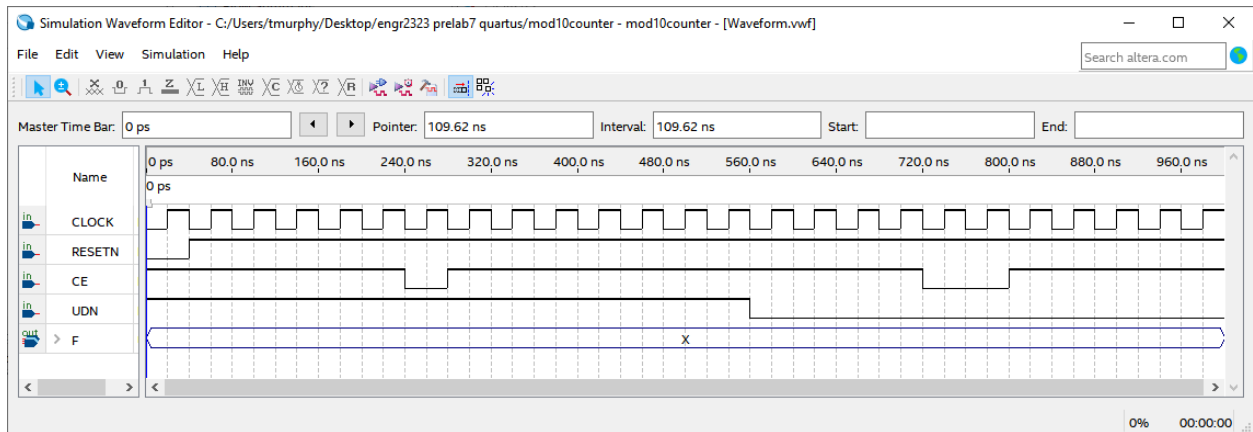 Simulation Waveform Editor - C:/Users/tmurphy/Desktop/engr2323 prelab7 quartus/mod10counter - mod10counter - [Waveform.vwf]
File Edit View Simulation Help
Search altera.com
Master Time Bar: 0 ps Pointer: 109.62 ns Interval: 109.62 ns Start: End:
Name 0 ps 80.0 ns 160.0 ns 240.0 ns 320.0 ns 400.0 ns 480.0 ns 560.0 ns 640.0 ns 720.0 ns 800.0 ns 880.0 ns 960.0 ns
0 ps
in CLOCK
in RESETN
in CE
in UDN
out F X
0% 00:00:00